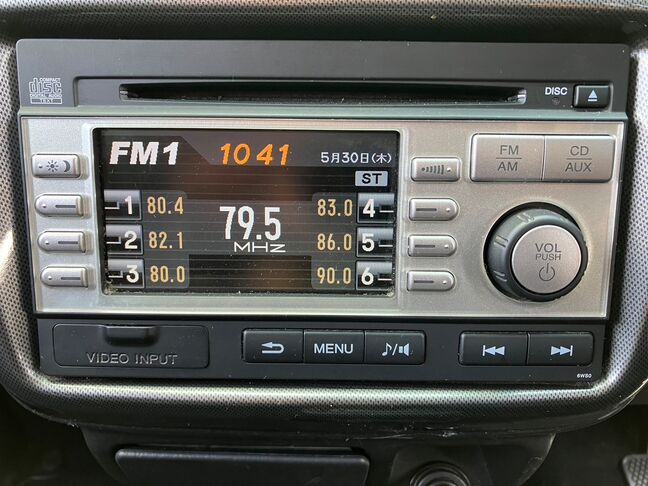 COMPACT
disc
DIGITAL AUDIO
TEXT
DISC
FM1 10 41 5月30日(木)
ST
1 80.4
2 82.1
3 80.0
79.5
MHZ
83.0 4
86.0 5
90.0 6
FM
AM
CD
AUX
VOL
PUSH
VIDEO INPUT
MENU
6WS0